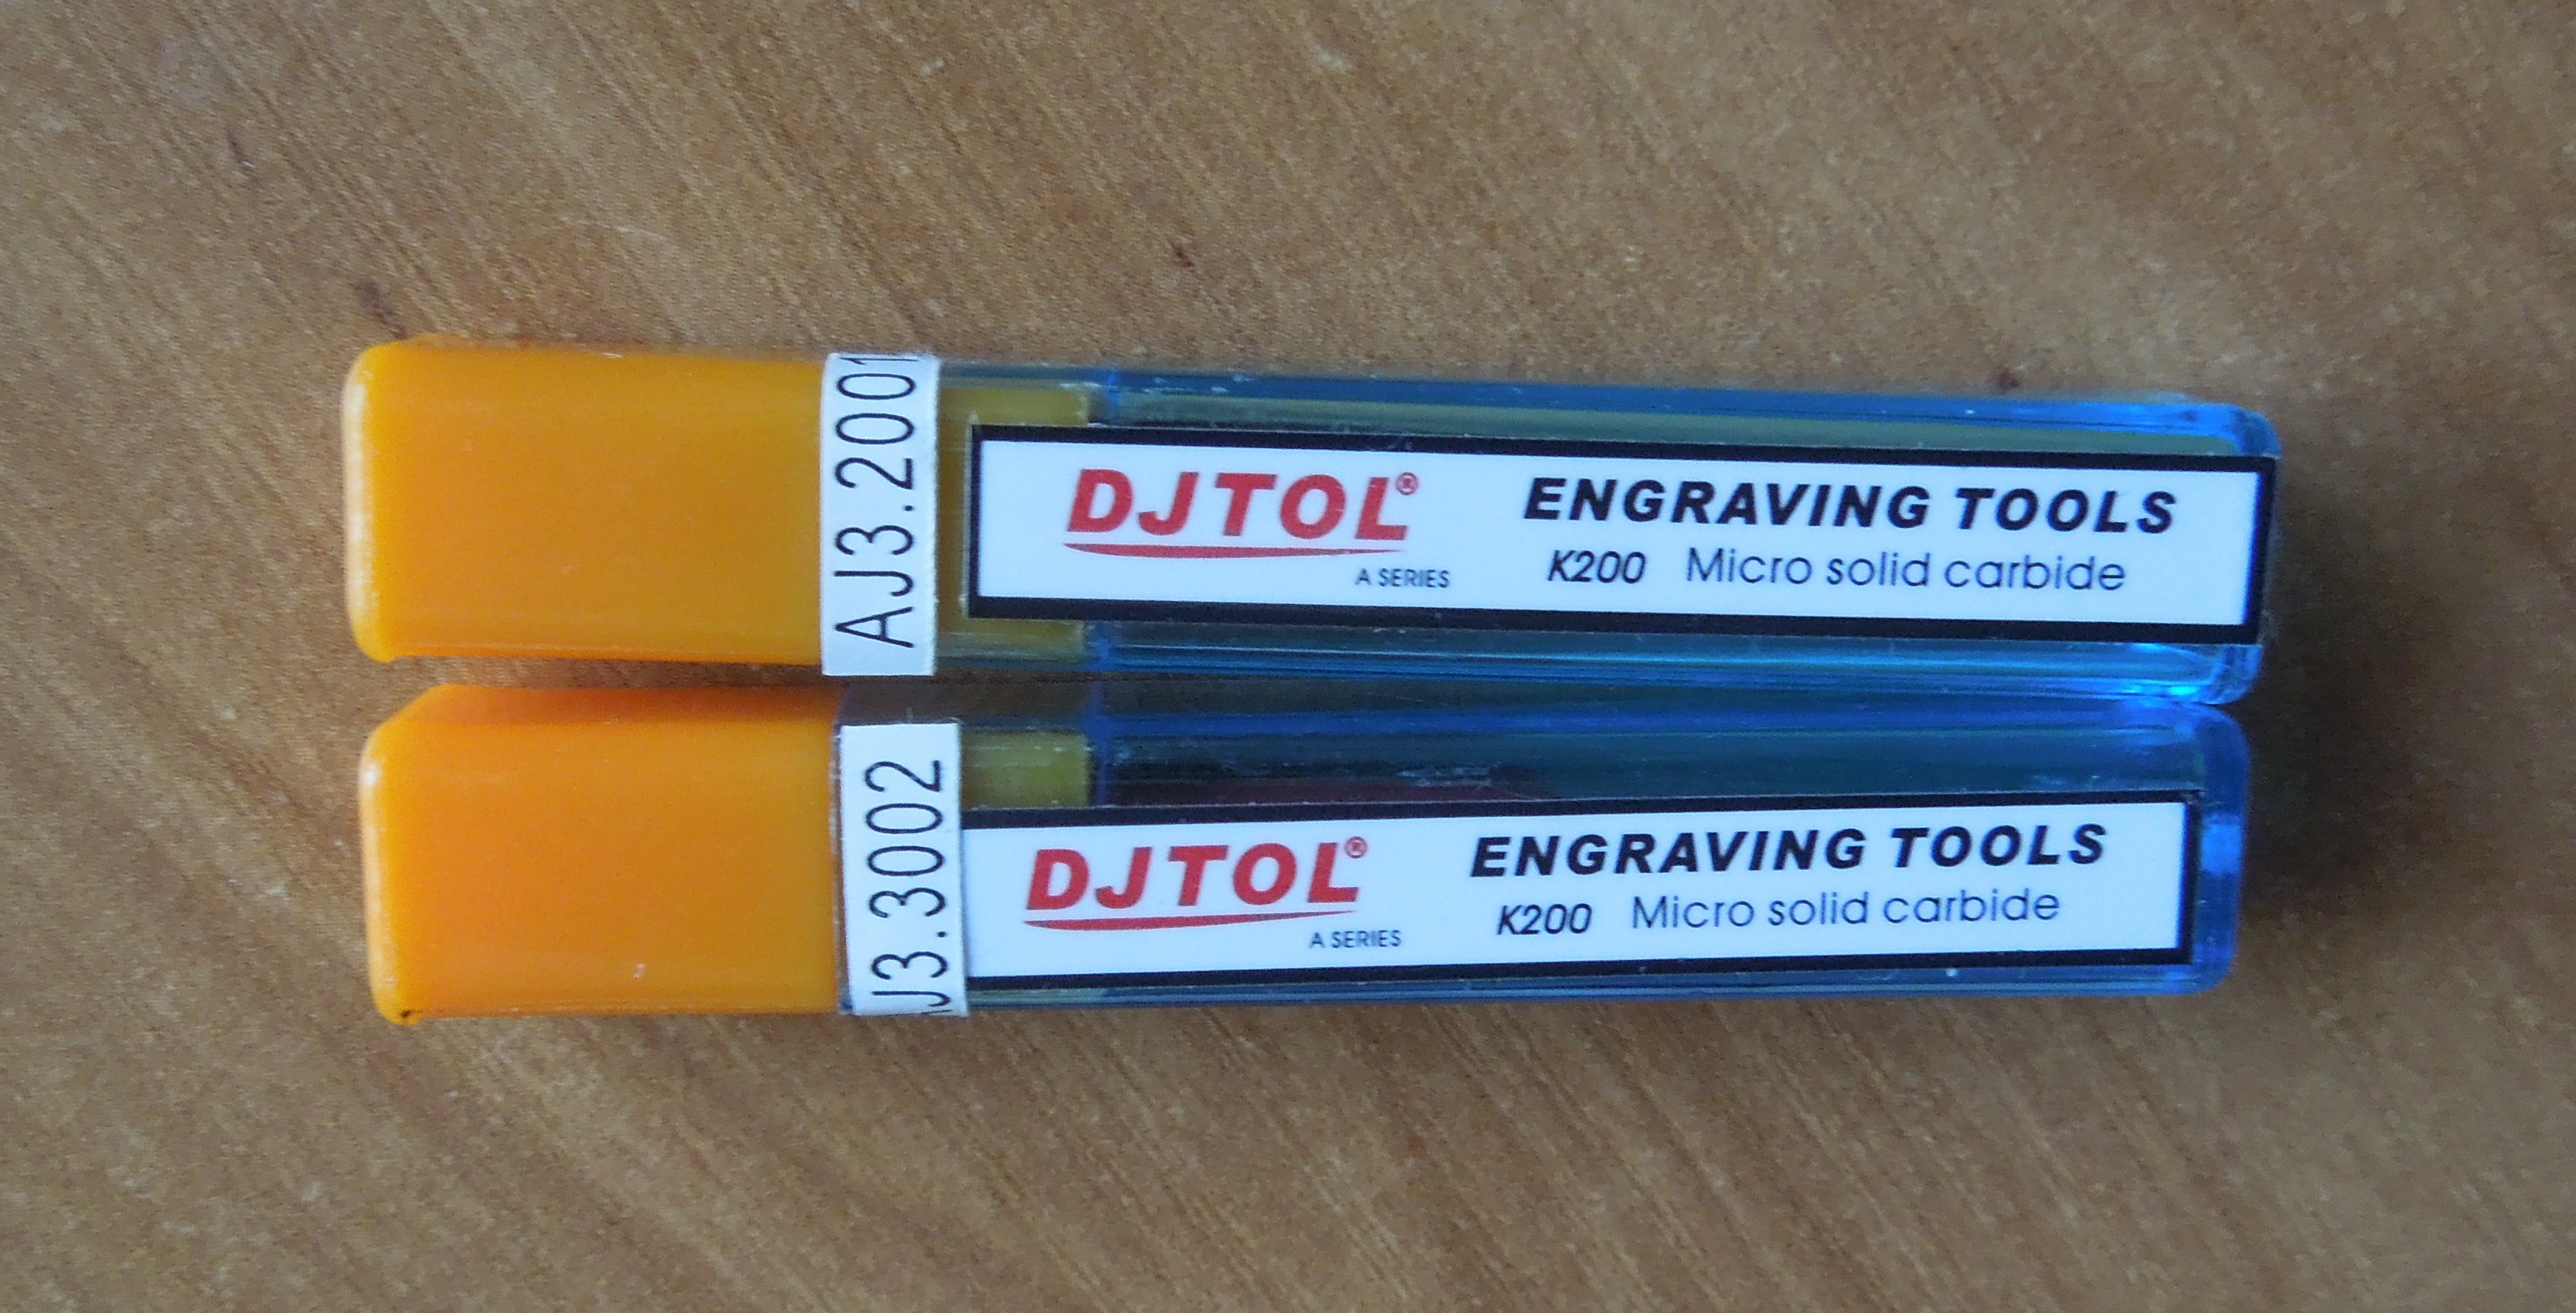 AJ3.2001
DJTOL®
A SERIES
ENGRAVING TOOLS
K200 Micro solid carbide
J3.3002
DJTOL®
A SERIES
ENGRAVING TOOLS
K200 Micro solid carbide